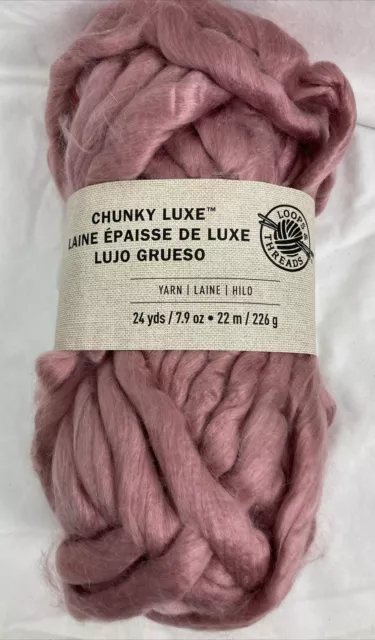 CHUNKY LUXE™
LAINE ÉPAISSE DE LUXE
LUJO GRUESO
LOOPS &
THREADS
YARN | LAINE | HILO
24 yds / 7.9 oz • 22 m / 226 g